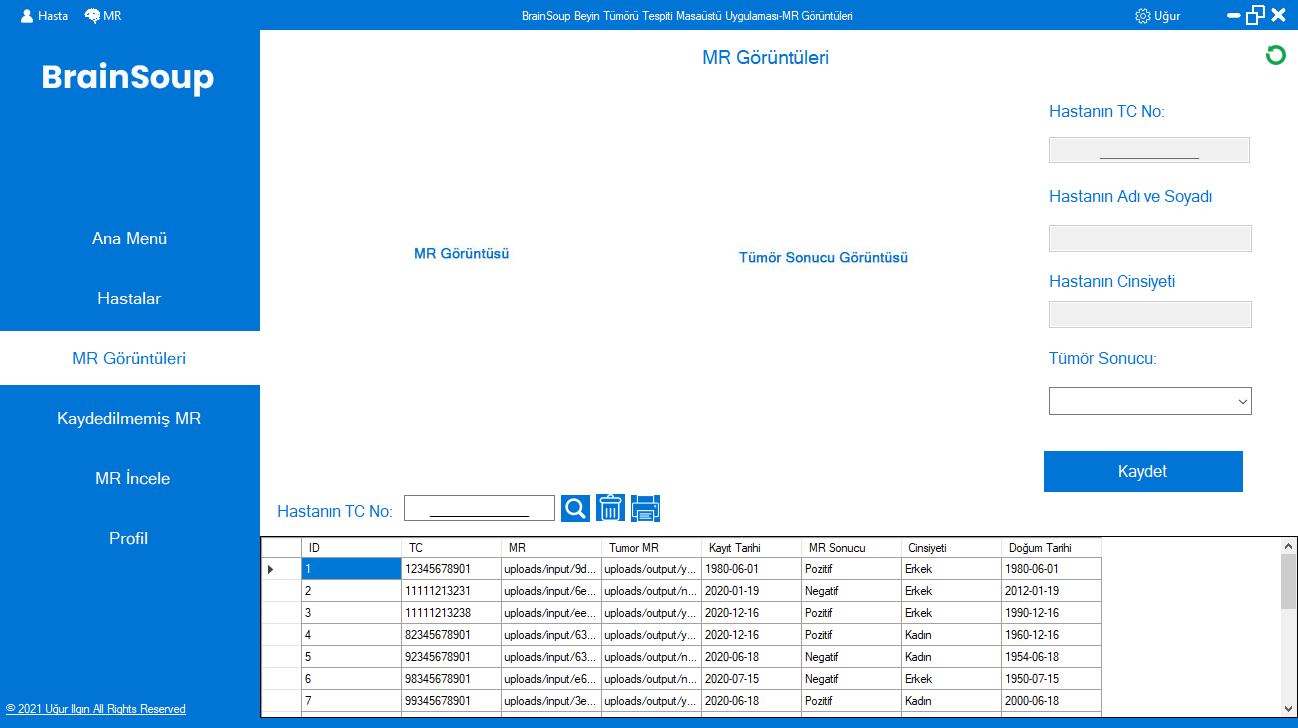 Hasta MR BrainSoup Beyin Tümörü Tespiti Masaüstü Uygulaması-MR Görüntüleri Uğur
BrainSoup
Ana Menü
Hastalar
MR Görüntüleri
Kaydedilmemiş MR
MR İncele
Profil
© 2021 Uğur Ilgın All Rights Reserved
MR Görüntüleri
MR Görüntüsü
Tümör Sonucu Görüntüsü
Hastanın TC No:
Hastanın Adı ve Soyadı
Hastanın Cinsiyeti
Tümör Sonucu:
Kaydet
Hastanın TC No:
ID TC MR Tumor MR Kayıt Tarihi MR Sonucu Cinsiyeti Doğum Tarihi
1 12345678901 uploads/input/9d... uploads/output/y... 1980-06-01 Pozitif Erkek 1980-06-01
2 11111213231 uploads/input/6e... uploads/output/n... 2020-01-19 Negatif Erkek 2012-01-19
3 11111213238 uploads/input/ee... uploads/output/y... 2020-12-16 Pozitif Erkek 1990-12-16
4 82345678901 uploads/input/63... uploads/output/y... 2020-12-16 Pozitif Kadın 1960-12-16
5 92345678901 uploads/input/63... uploads/output/n... 2020-06-18 Negatif Kadın 1954-06-18
6 98345678901 uploads/input/e6... uploads/output/n... 2020-07-15 Negatif Erkek 1950-07-15
7 99345678901 uploads/input/3e... uploads/output/y... 2020-06-18 Pozitif Kadın 2000-06-18